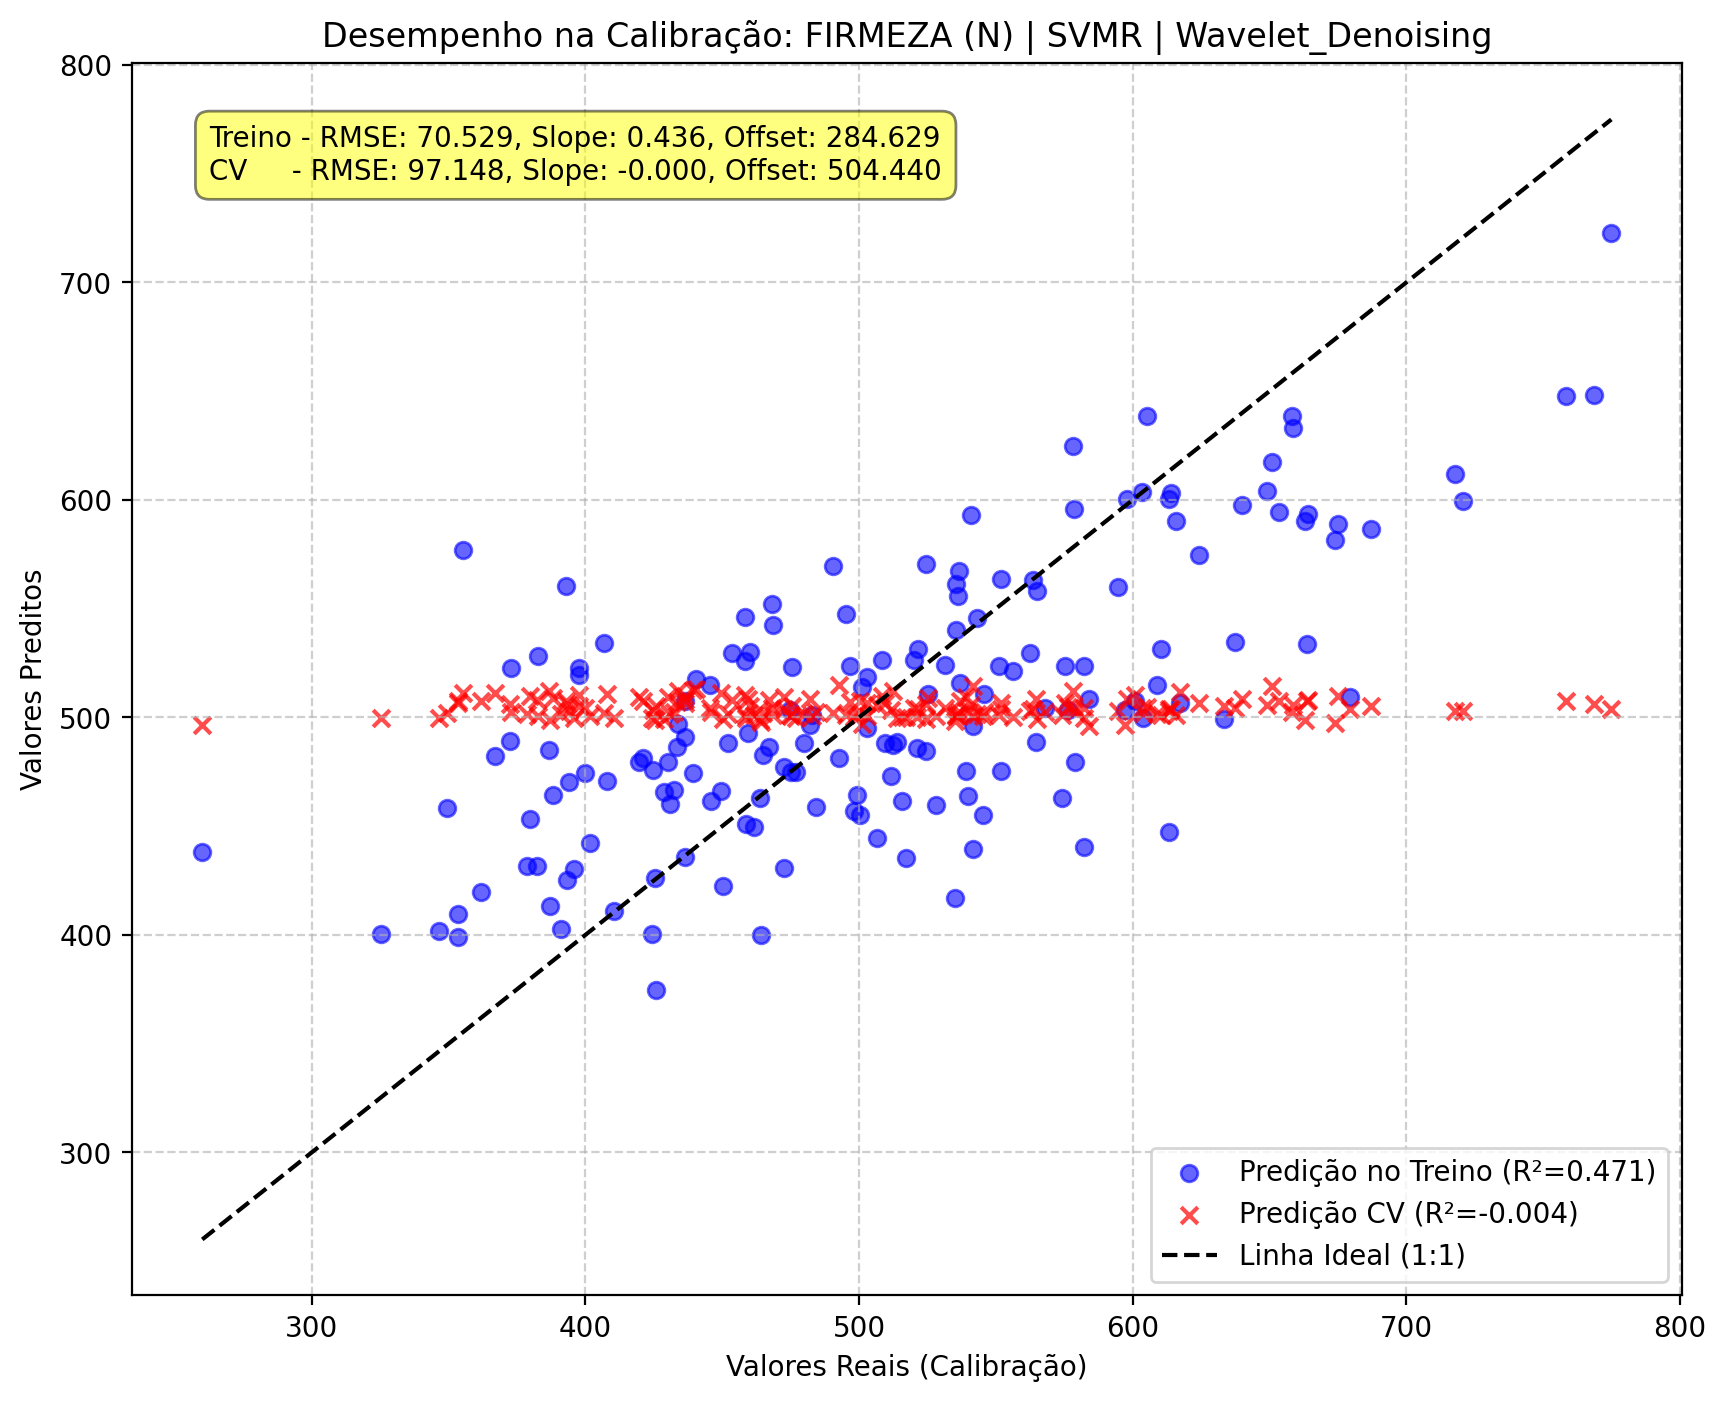 Desempenho na Calibração: FIRMEZA (N) | SVMR | Wavelet_Denoising
Treino - RMSE: 70.529, Slope: 0.436, Offset: 284.629
CV - RMSE: 97.148, Slope: -0.000, Offset: 504.440
800
700
600
500
400
300
Valores Preditos
300
400
500
600
700
800
Valores Reais (Calibração)
Predição no Treino (R²=0.471)
Predição CV (R²=-0.004)
Linha Ideal (1:1)